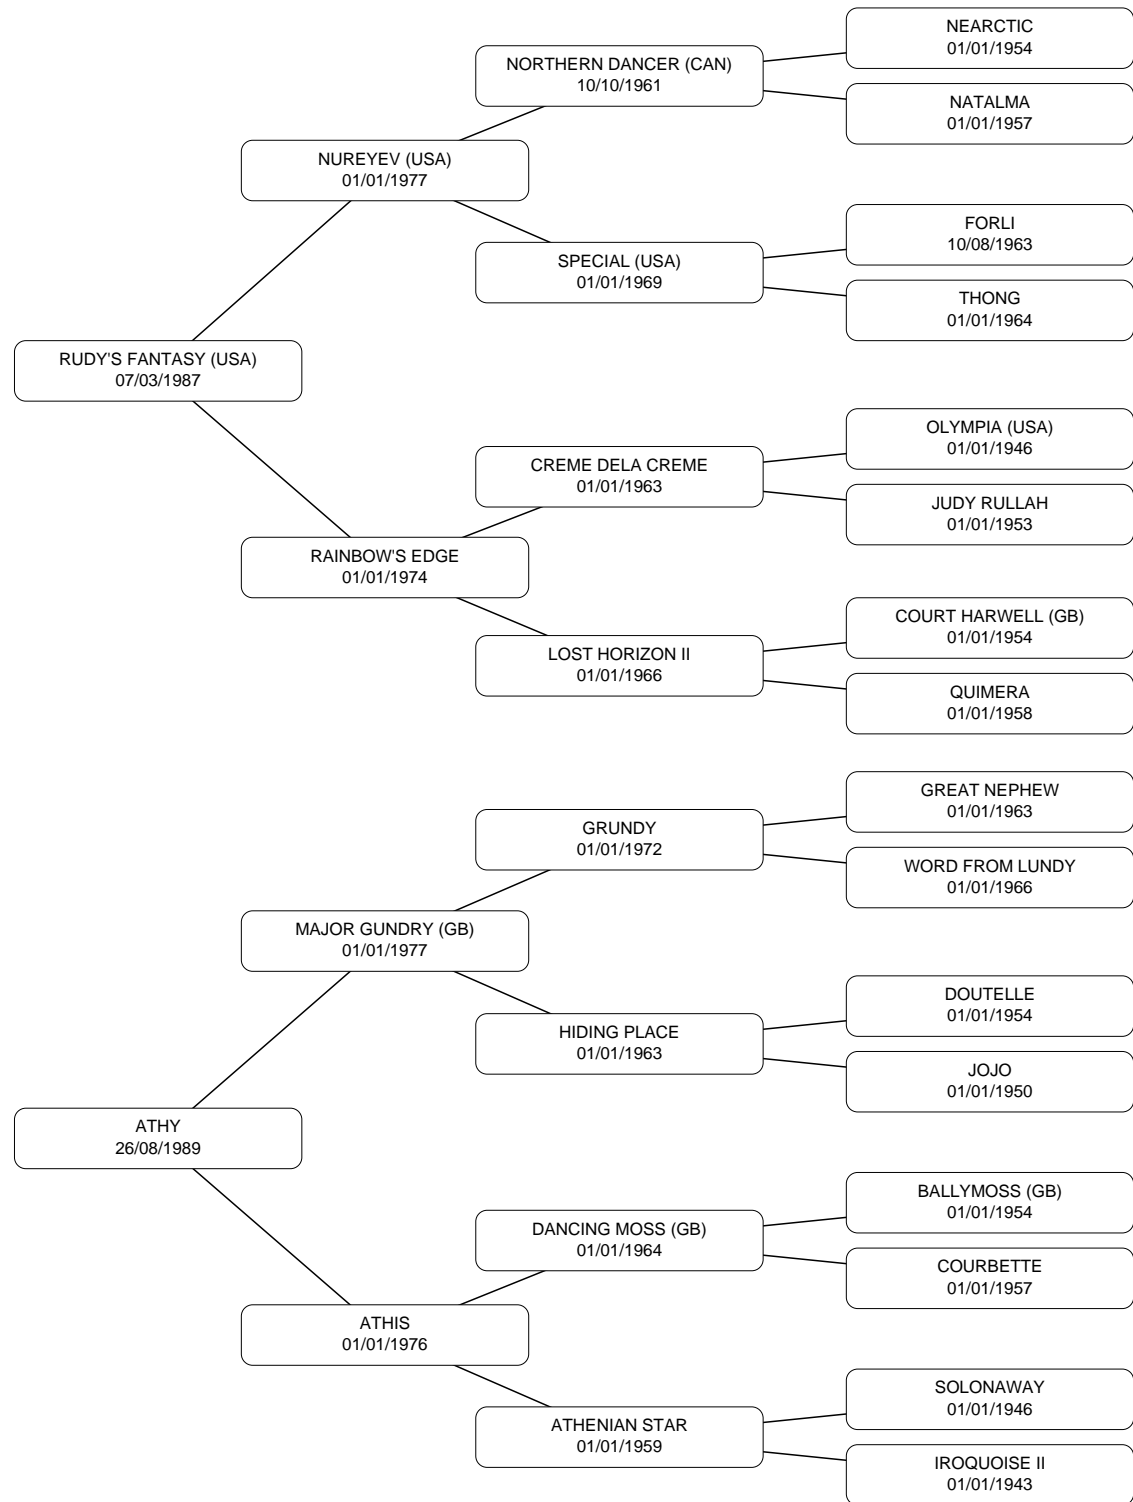 NEARCTIC
01/01/1954
NORTHERN DANCER (CAN)
10/10/1961
NATALMA
01/01/1957
NUREYEV (USA)
01/01/1977
FORLI
10/08/1963
SPECIAL (USA)
01/01/1969
THONG
01/01/1964
RUDY'S FANTASY (USA)
07/03/1987
OLYMPIA (USA)
01/01/1946
CREME DELA CREME
01/01/1963
JUDY RULLAH
01/01/1953
RAINBOW'S EDGE
01/01/1974
COURT HARWELL (GB)
01/01/1954
LOST HORIZON II
01/01/1966
QUIMERA
01/01/1958
GREAT NEPHEW
01/01/1963
GRUNDY
01/01/1972
WORD FROM LUNDY
01/01/1966
MAJOR GUNDRY (GB)
01/01/1977
DOUTELLE
01/01/1954
HIDING PLACE
01/01/1963
JOJO
01/01/1950
ATHY
26/08/1989
BALLYMOSS (GB)
01/01/1954
DANCING MOSS (GB)
01/01/1964
COURBETTE
01/01/1957
ATHIS
01/01/1976
SOLONAWAY
01/01/1946
ATHENIAN STAR
01/01/1959
IROQUOISE II
01/01/1943